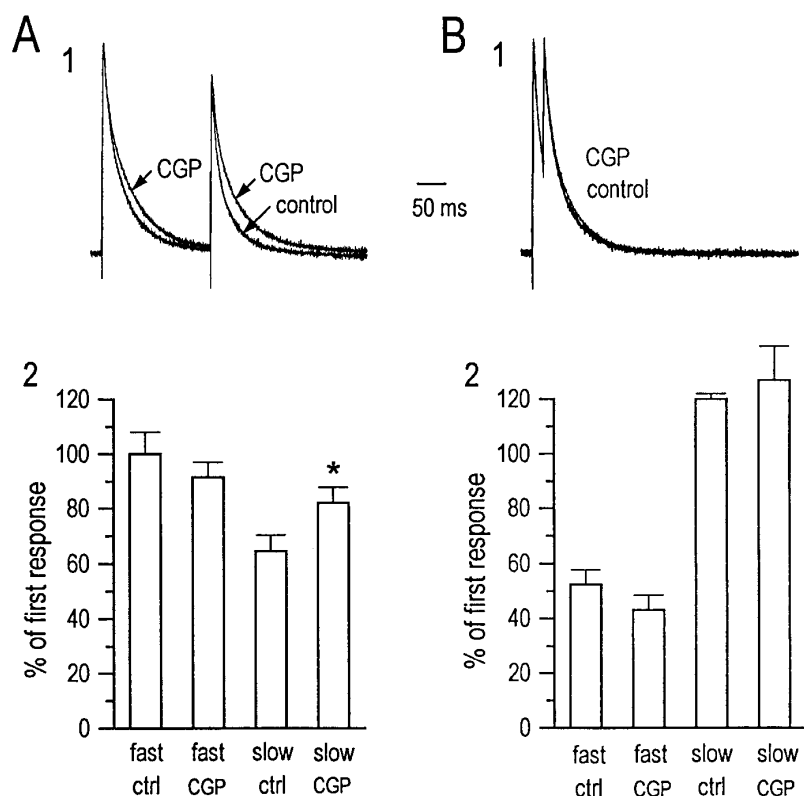 A
1
CGP
CGP
control
50 ms
B
1
CGP
control
2
% of first response
120
100
80
60
40
20
0
fast ctrl
fast CGP
slow ctrl
slow CGP
*
2
% of first response
120
100
80
60
40
20
0
fast ctrl
fast CGP
slow ctrl
slow CGP